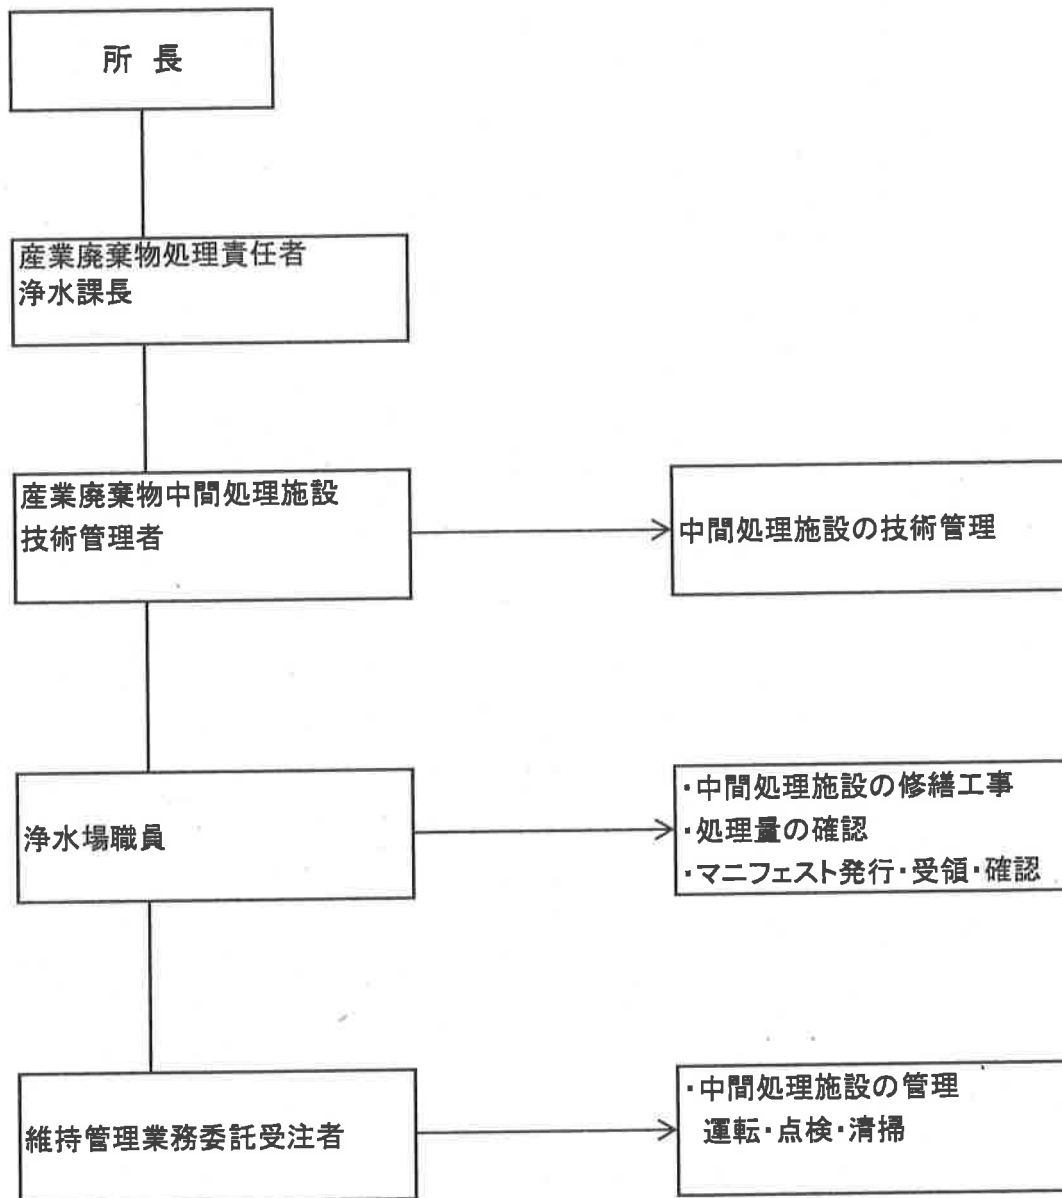 所 長
産業廃棄物処理責任者
浄水課長
産業廃棄物中間処理施設
技術管理者
中間処理施設の技術管理
浄水場職員
・中間処理施設の修繕工事
・処理量の確認
・マニフェスト発行・受領・確認
維持管理業務委託受注者
・中間処理施設の管理
運転・点検・清掃